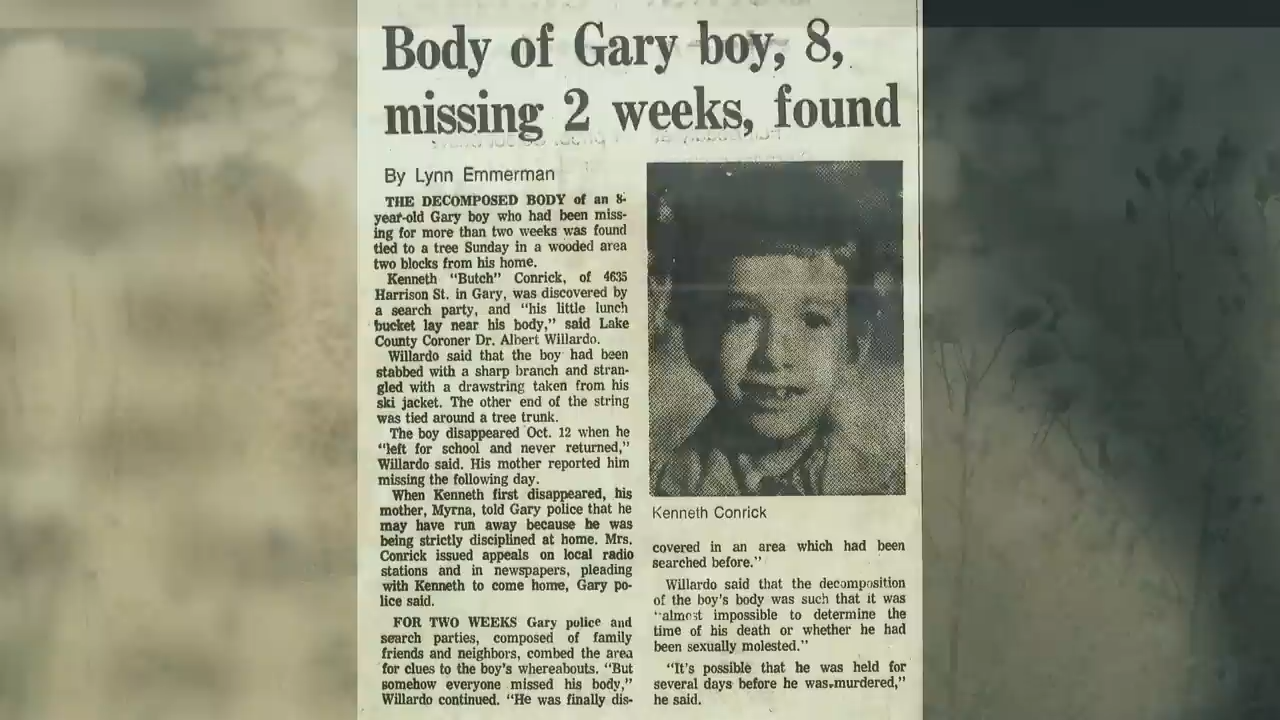 Body of Gary boy, 8,
missing 2 weeks, found
By Lynn Emmerman
THE DECOMPOSED BODY of an 8-
year-old Gary boy who had been miss-
ing for more than two weeks was found
tied to a tree Sunday in a wooded area
two blocks from his home.
Kenneth "Butch" Conrick, of 4635
Harrison St. in Gary, was discovered by
a search party, and "his little lunch
bucket lay near his body," said Lake
County Coroner Dr. Albert Willardo.
Willardo said that the boy had been
stabbed with a sharp branch and stran-
gled with a drawstring taken from his
ski jacket. The other end of the string
was tied around a tree trunk.
The boy disappeared Oct. 12 when he
"left for school and never returned,"
Willardo said. His mother reported him
missing the following day.
When Kenneth first disappeared, his
mother, Myrna, told Gary police that he
may have run away because he was
being strictly disciplined at home. Mrs.
Conrick issued appeals on local radio
stations and in newspapers, pleading
with Kenneth to come home, Gary po-
lice said.
FOR TWO WEEKS Gary police and
search parties, composed of family
friends and neighbors, combed the area
for clues to the boy's whereabouts. "But
somehow everyone missed his body,"
Willardo continued. "He was finally dis-
Kenneth Conrick
covered in an area which had been
searched before."
Willardo said that the decomposition
of the boy's body was such that it was
"almost impossible to determine the
time of his death or whether he had
been sexually molested."
"It's possible that he was held for
several days before he was murdered,"
he said.